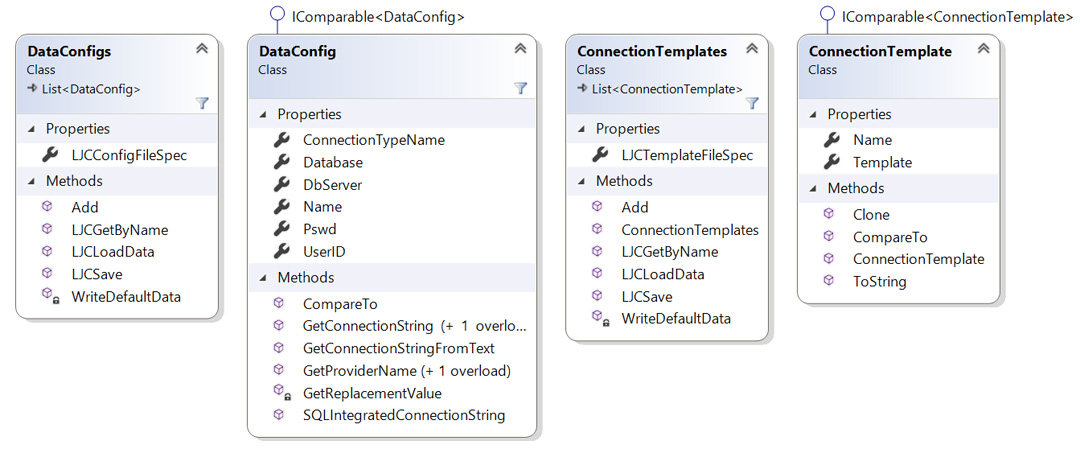 IComparable<DataConfig>
IComparable<ConnectionTemplate>
DataConfigs
Class
List<DataConfig>
Properties
LJCConfigFileSpec
Methods
Add
LJCGetByName
LJCLoadData
LJCSave
WriteDefaultData
DataConfig
Class
Properties
ConnectionTypeName
Database
DbServer
Name
Pswd
UserID
Methods
CompareTo
GetConnectionString (+ 1 overlo...
GetConnectionStringFromText
GetProviderName (+ 1 overload)
GetReplacementValue
SQLIntegratedConnectionString
ConnectionTemplates
Class
List<ConnectionTemplate>
Properties
LJCTemplateFileSpec
Methods
Add
ConnectionTemplates
LJCGetByName
LJCLoadData
LJCSave
WriteDefaultData
ConnectionTemplate
Class
Properties
Name
Template
Methods
Clone
CompareTo
ConnectionTemplate
ToString